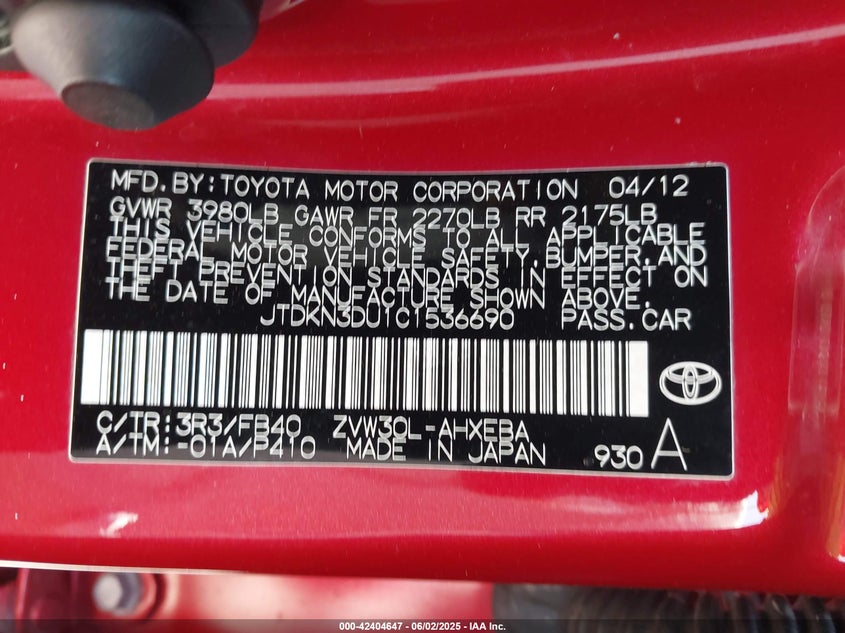 MFD.BY:TOYOTA MOTOR CORPORATION 04/12
GVWR 3980LB GAWR FR 2270LB RR 2175LB
THIS VEHICLE CONFORMS TO ALL APPLICABLE
FEDERAL MOTOR VEHICLE SAFETY,BUMPER,AND
THEFT PREVENTION STANDARDS IN EFFECT ON
THE DATE OF MANUFACTURE SHOWN ABOVE.
JTDKN3DU1C1536690 PASS.CAR
C/TR:3R3/FB40 ZVW30L-AHXEBA
A/TM:-01A/P410 MADE IN JAPAN 930 A
000-42404647 | 06/02/2025 - IAA Inc.